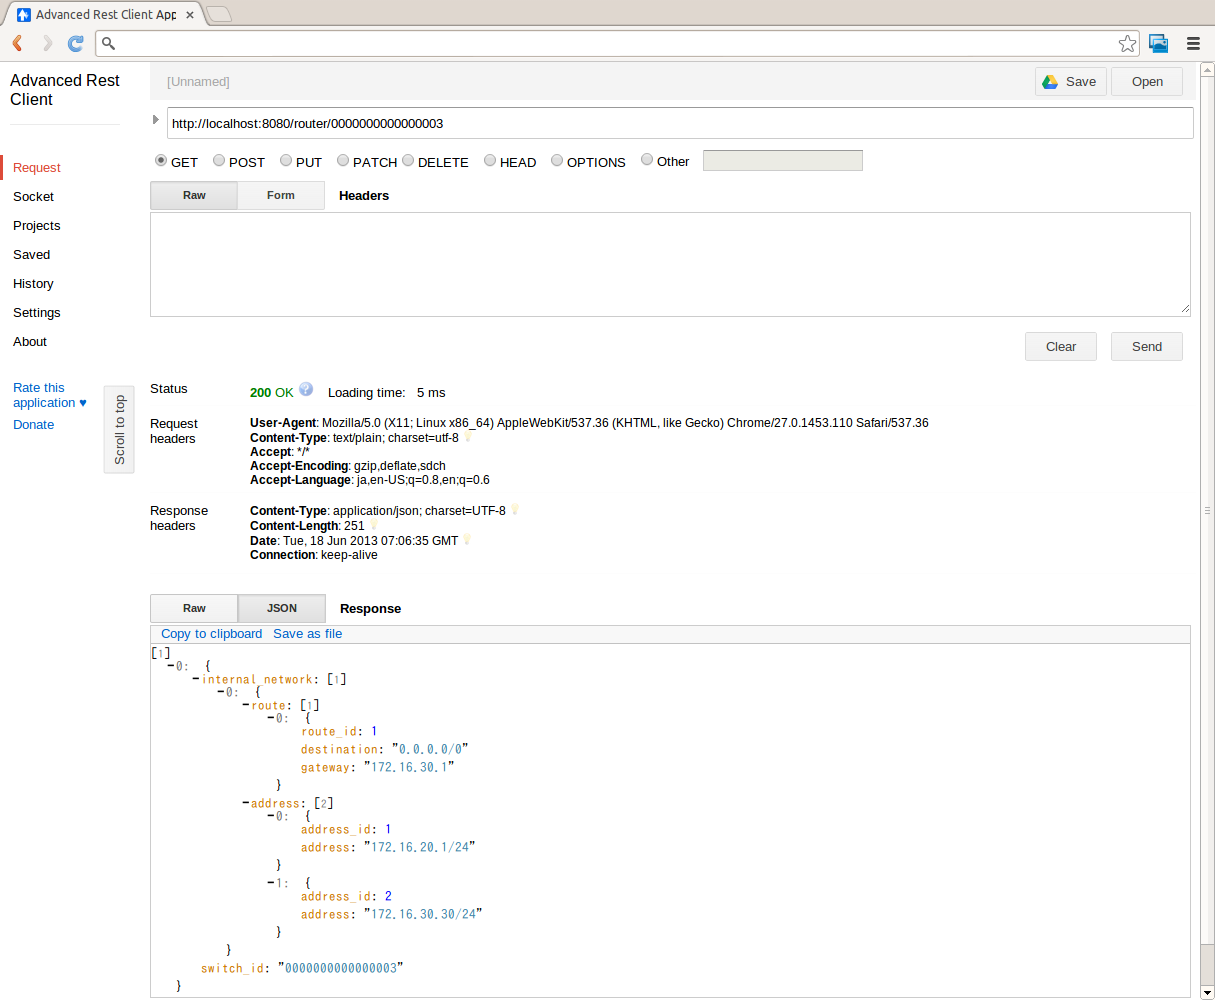 Advanced Rest Client App
Advanced Rest
Client
[Unnamed]
Save
Open
http://localhost:8080/router/0000000000000003
GET POST PUT PATCH DELETE HEAD OPTIONS Other
Raw Form Headers
Request
Socket
Projects
Saved
History
Settings
About
Rate this
application ♥
Donate
Scroll to top
Clear
Send
Status
200 OK ? Loading time: 5 ms
Request
headers
User-Agent: Mozilla/5.0 (X11; Linux x86_64) AppleWebKit/537.36 (KHTML, like Gecko) Chrome/27.0.1453.110 Safari/537.36
Content-Type: text/plain; charset=utf-8
Accept: */*
Accept-Encoding: gzip,deflate,sdch
Accept-Language: ja,en-US;q=0.8,en;q=0.6
Response
headers
Content-Type: application/json; charset=UTF-8
Content-Length: 251
Date: Tue, 18 Jun 2013 07:06:35 GMT
Connection: keep-alive
Raw JSON Response
Copy to clipboard Save as file
[1]
-0: {
-internal_network: [1]
-0: {
-route: [1]
-0: {
route_id: 1
destination: "0.0.0.0/0"
gateway: "172.16.30.1"
}
-address: [2]
-0: {
address_id: 1
address: "172.16.20.1/24"
}
-1: {
address_id: 2
address: "172.16.30.30/24"
}
}
switch_id: "0000000000000003"
}